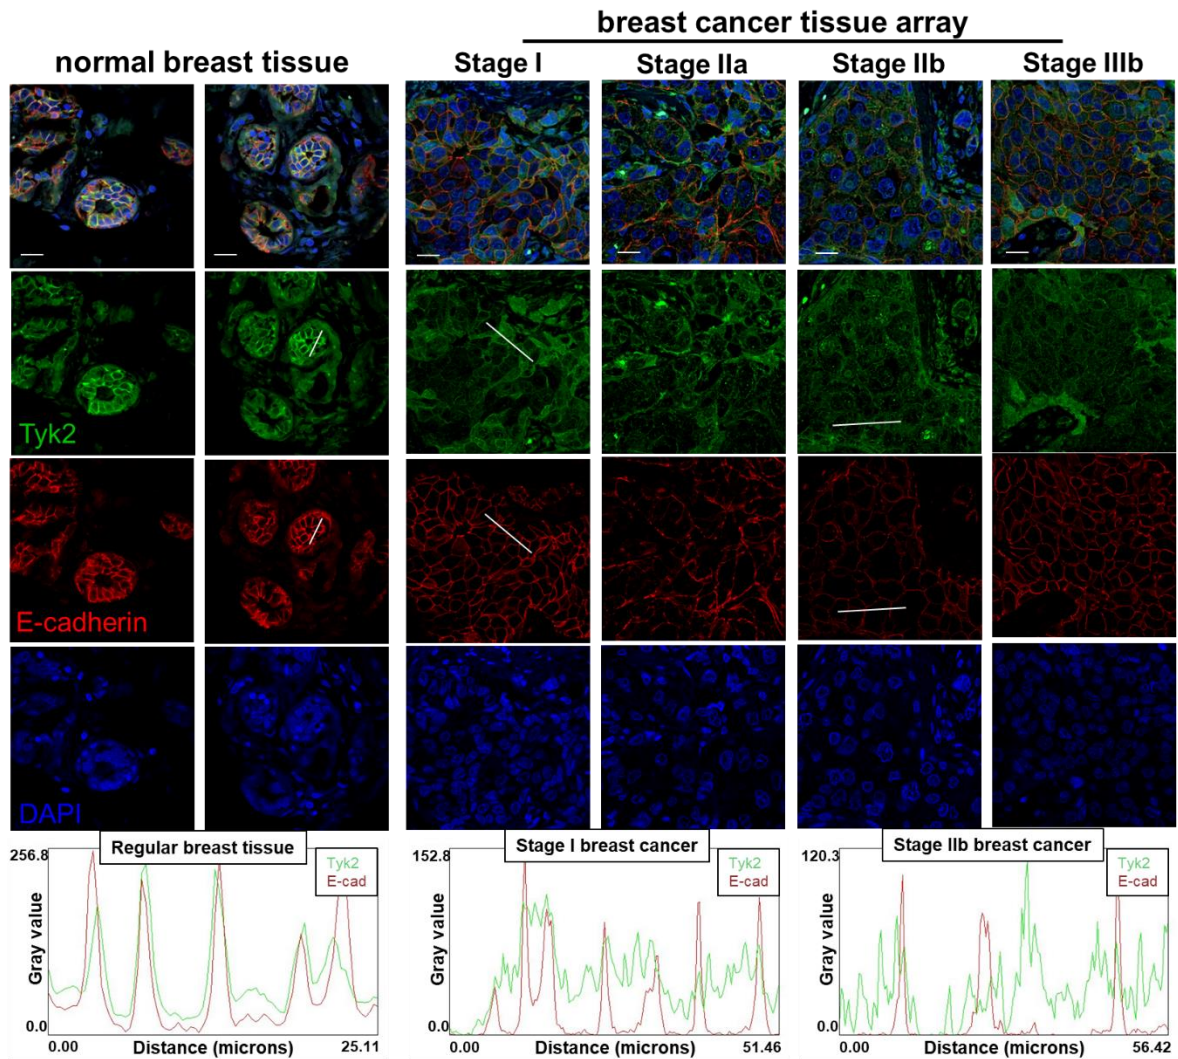 breast cancer tissue array
normal breast tissue
Stage I
Stage IIa
Stage IIb
Stage IIIb
Tyk2
E-cadherin
DAPI
Regular breast tissue
256.8
Tyk2
E-cad
Gray value
0.0
0.00
Distance (microns)
25.11
Stage I breast cancer
152.8
Tyk2
E-cad
Gray value
0.0
0.00
Distance (microns)
51.46
Stage IIb breast cancer
120.3
Tyk2
E-cad
Gray value
0.0
0.00
Distance (microns)
56.42